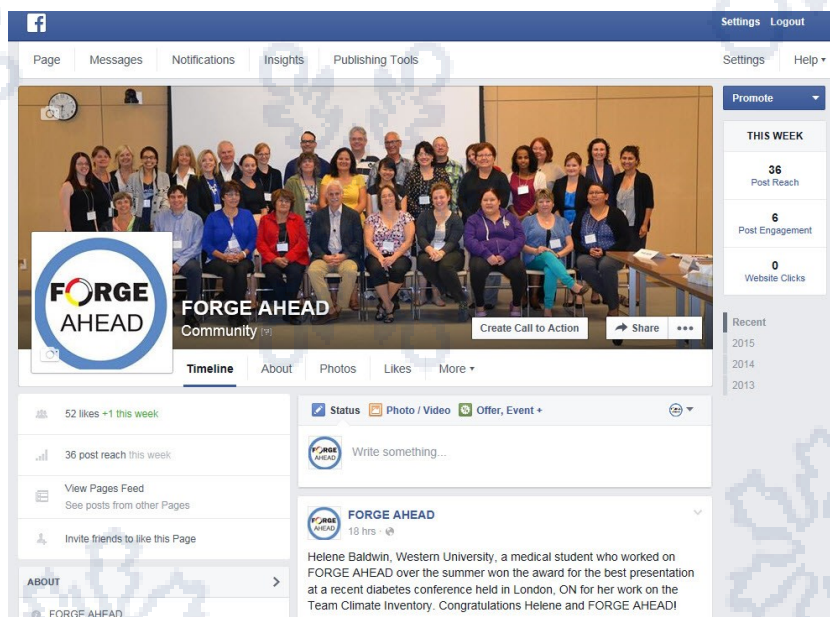 Settings Logout
Page Messages Notifications Insights Publishing Tools Settings Help
Promote
THIS WEEK
36
Post Reach
6
Post Engagement
0
Website Clicks
Recent
2015
2014
2013
FORGE
AHEAD
FORGE AHEAD
Community [?]
Create Call to Action Share
Timeline About Photos Likes More
52 likes +1 this week
36 post reach this week
View Pages Feed
See posts from other Pages
Invite friends to like this Page
ABOUT
FORGE AHEAD
Status Photo / Video Offer, Event +
FORGE
AHEAD
Write something...
FORGE
AHEAD
FORGE AHEAD
18 hrs ·
Helene Baldwin, Western University, a medical student who worked on
FORGE AHEAD over the summer won the award for the best presentation
at a recent diabetes conference held in London, ON for her work on the
Team Climate Inventory. Congratulations Helene and FORGE AHEAD!